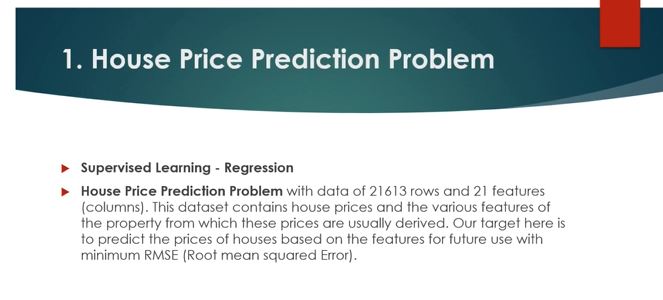 1. House Price Prediction Problem
Supervised Learning - Regression
House Price Prediction Problem with data of 21613 rows and 21 features
(columns). This dataset contains house prices and the various features of
the property from which these prices are usually derived. Our target here is
to predict the prices of houses based on the features for future use with
minimum RMSE (Root mean squared Error).